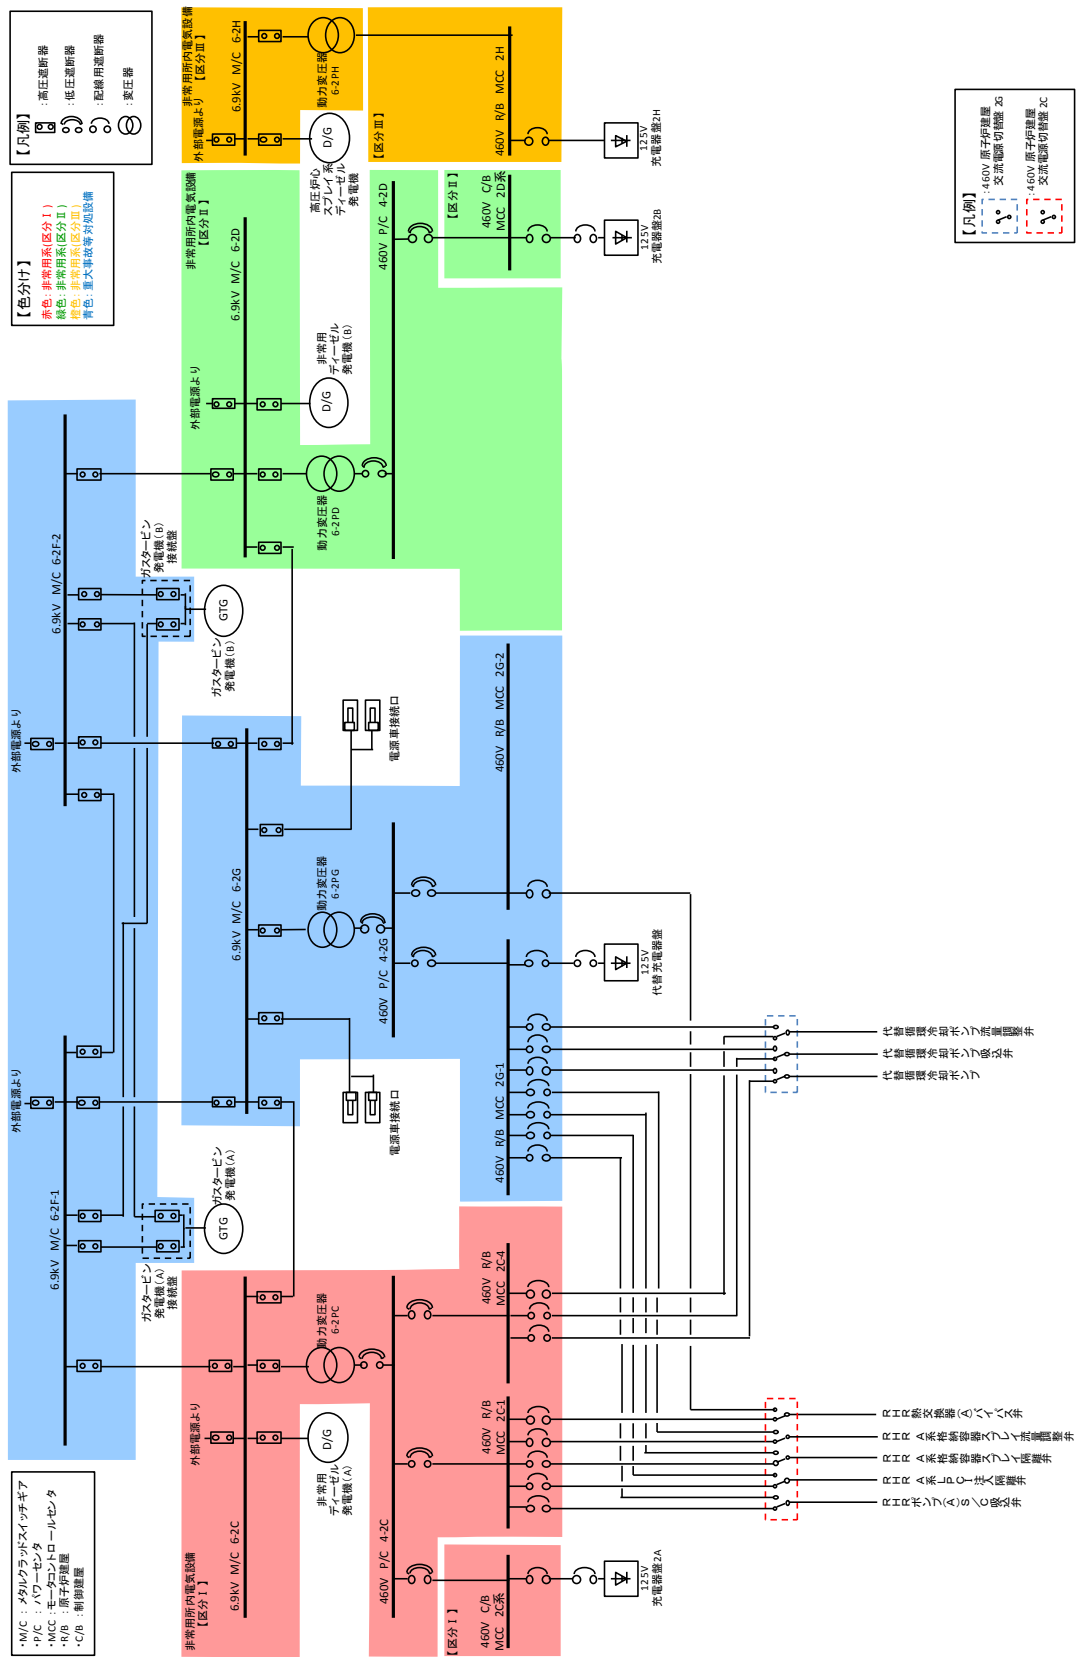 ・M/C ：メタルクラッドスイッチギア
・P/C ：パワーセンタ
・MCC：モータコントロールセンタ
・R/B ：原子炉建屋
・C/B ：制御建屋
【色分け】
赤色：非常用系(区分Ⅰ)
緑色：非常用系(区分Ⅱ)
橙色：非常用系(区分Ⅲ)
青色：重大事故等対処設備
【凡例】
：高圧遮断器
：低圧遮断器
：配線用遮断器
：変圧器
外部電源より
6.9kV M/C 6-2F-1
外部電源より
6.9kV M/C 6-2F-2
ガスタービン
発電機(A)
接続盤
GTG
ガスタービン
発電機(A)
ガスタービン
発電機(B)
接続盤
GTG
ガスタービン
発電機(B)
非常用所内電気設備
【区分Ⅰ】
外部電源より
6.9kV M/C 6-2C
D/G
非常用
ディーゼル
発電機(A)
動力変圧器
6-2PC
460V P/C 4-2C
【区分Ⅰ】
460V C/B
MCC 2C系
460V R/B
MCC 2C-1
460V R/B
MCC 2C-4
125V
充電器盤2A
6.9kV M/C 6-2G
電源車接続口
動力変圧器
6-2PG
電源車接続口
460V P/C 4-2G
460V R/B MCC 2G-1
460V R/B MCC 2G-2
125V
代替充電器盤
非常用所内電気設備
【区分Ⅱ】
外部電源より
6.9kV M/C 6-2D
動力変圧器
6-2PD
D/G
非常用
ディーゼル
発電機(B)
460V P/C 4-2D
【区分Ⅱ】
460V C/B
MCC 2D系
125V
充電器盤2B
非常用所内電気設備
【区分Ⅲ】
外部電源より
6.9kV M/C 6-2H
D/G
高圧炉心
スプレイ系
ディーゼル
発電機
動力変圧器
6-2PH
【区分Ⅲ】
460V R/B MCC 2H
125V
充電器盤2H
RHR熱交換器(A)バイパス弁
RHR A系格納容器スプレイ流量調整弁
RHR A系格納容器スプレイ隔離弁
RHR A系LPCI注入隔離弁
RHRポンプ(A)S/C吸込弁
代替循環冷却ポンプ流量調整弁
代替循環冷却ポンプ吸込弁
代替循環冷却ポンプ
【凡例】
：460V 原子炉建屋
交流電源切替盤 2G
：460V 原子炉建屋
交流電源切替盤 2C